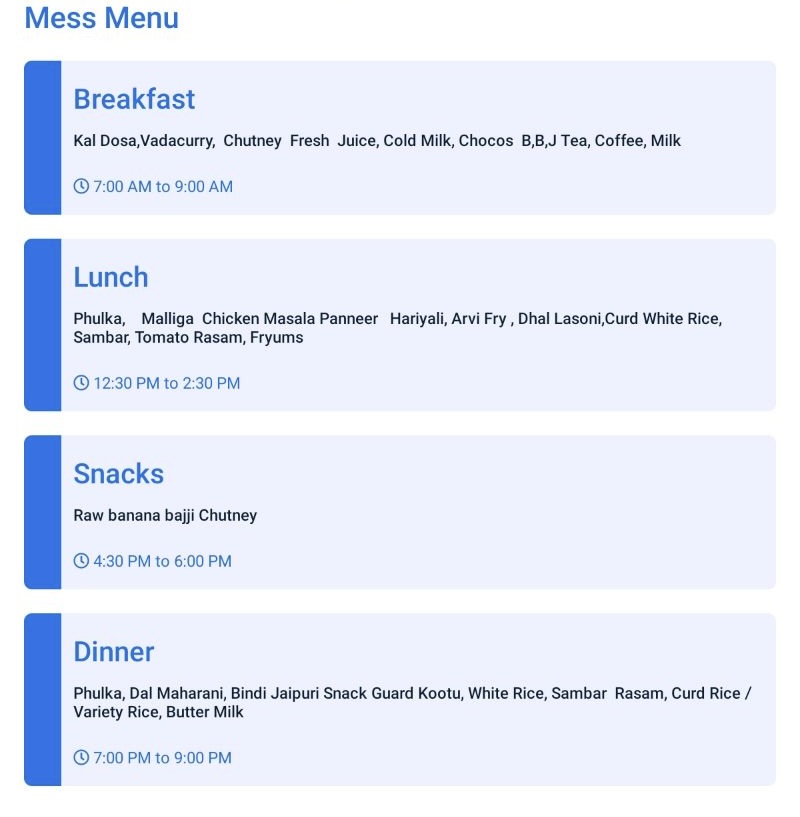 Mess Menu
Breakfast
Kal Dosa,Vadacurry,  Chutney  Fresh  Juice, Cold Milk, Chocos  B,B,J Tea, Coffee, Milk
7:00 AM to 9:00 AM
Lunch
Phulka,    Malliga  Chicken Masala Panneer   Hariyali, Arvi Fry , Dhal Lasoni,Curd White Rice,
Sambar, Tomato Rasam, Fryums
12:30 PM to 2:30 PM
Snacks
Raw banana bajji Chutney
4:30 PM to 6:00 PM
Dinner
Phulka, Dal Maharani, Bindi Jaipuri Snack Guard Kootu, White Rice, Sambar  Rasam, Curd Rice /
Variety Rice, Butter Milk
7:00 PM to 9:00 PM